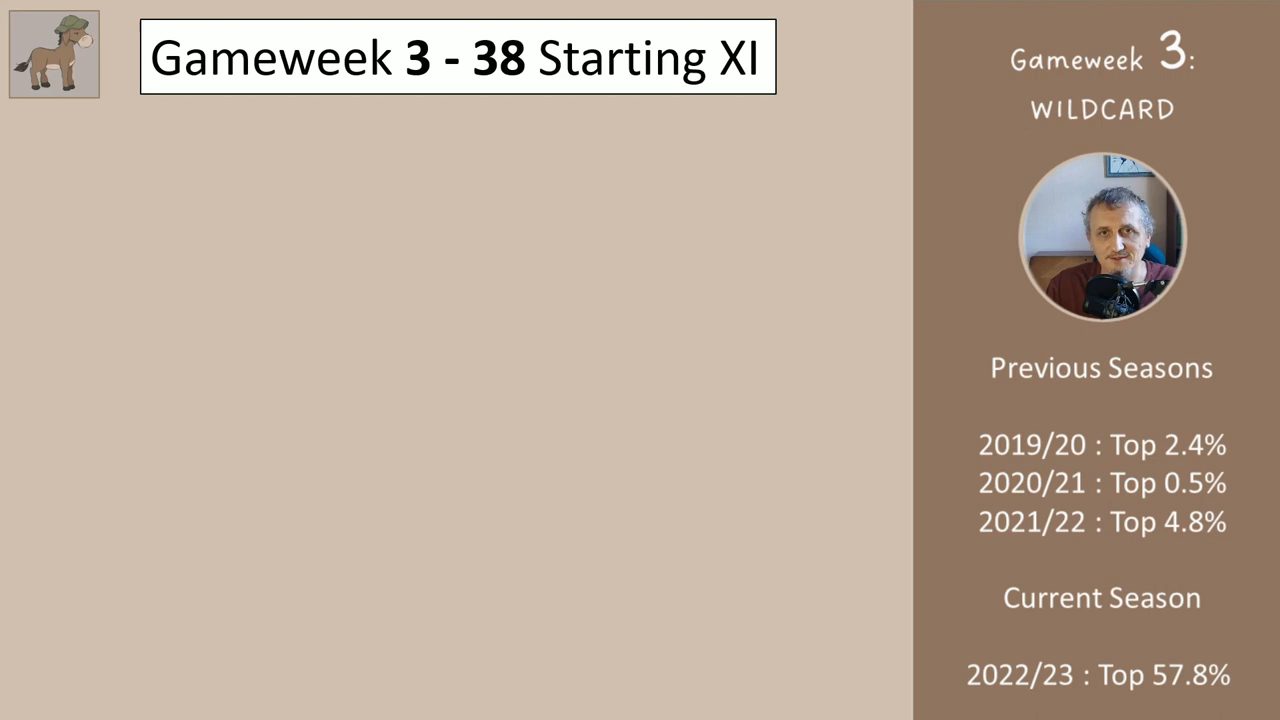 Gameweek 3 - 38 Starting XI
Gameweek 3:
WILDCARD
Previous Seasons
2019/20 : Top 2.4%
2020/21 : Top 0.5%
2021/22 : Top 4.8%
Current Season
2022/23 : Top 57.8%